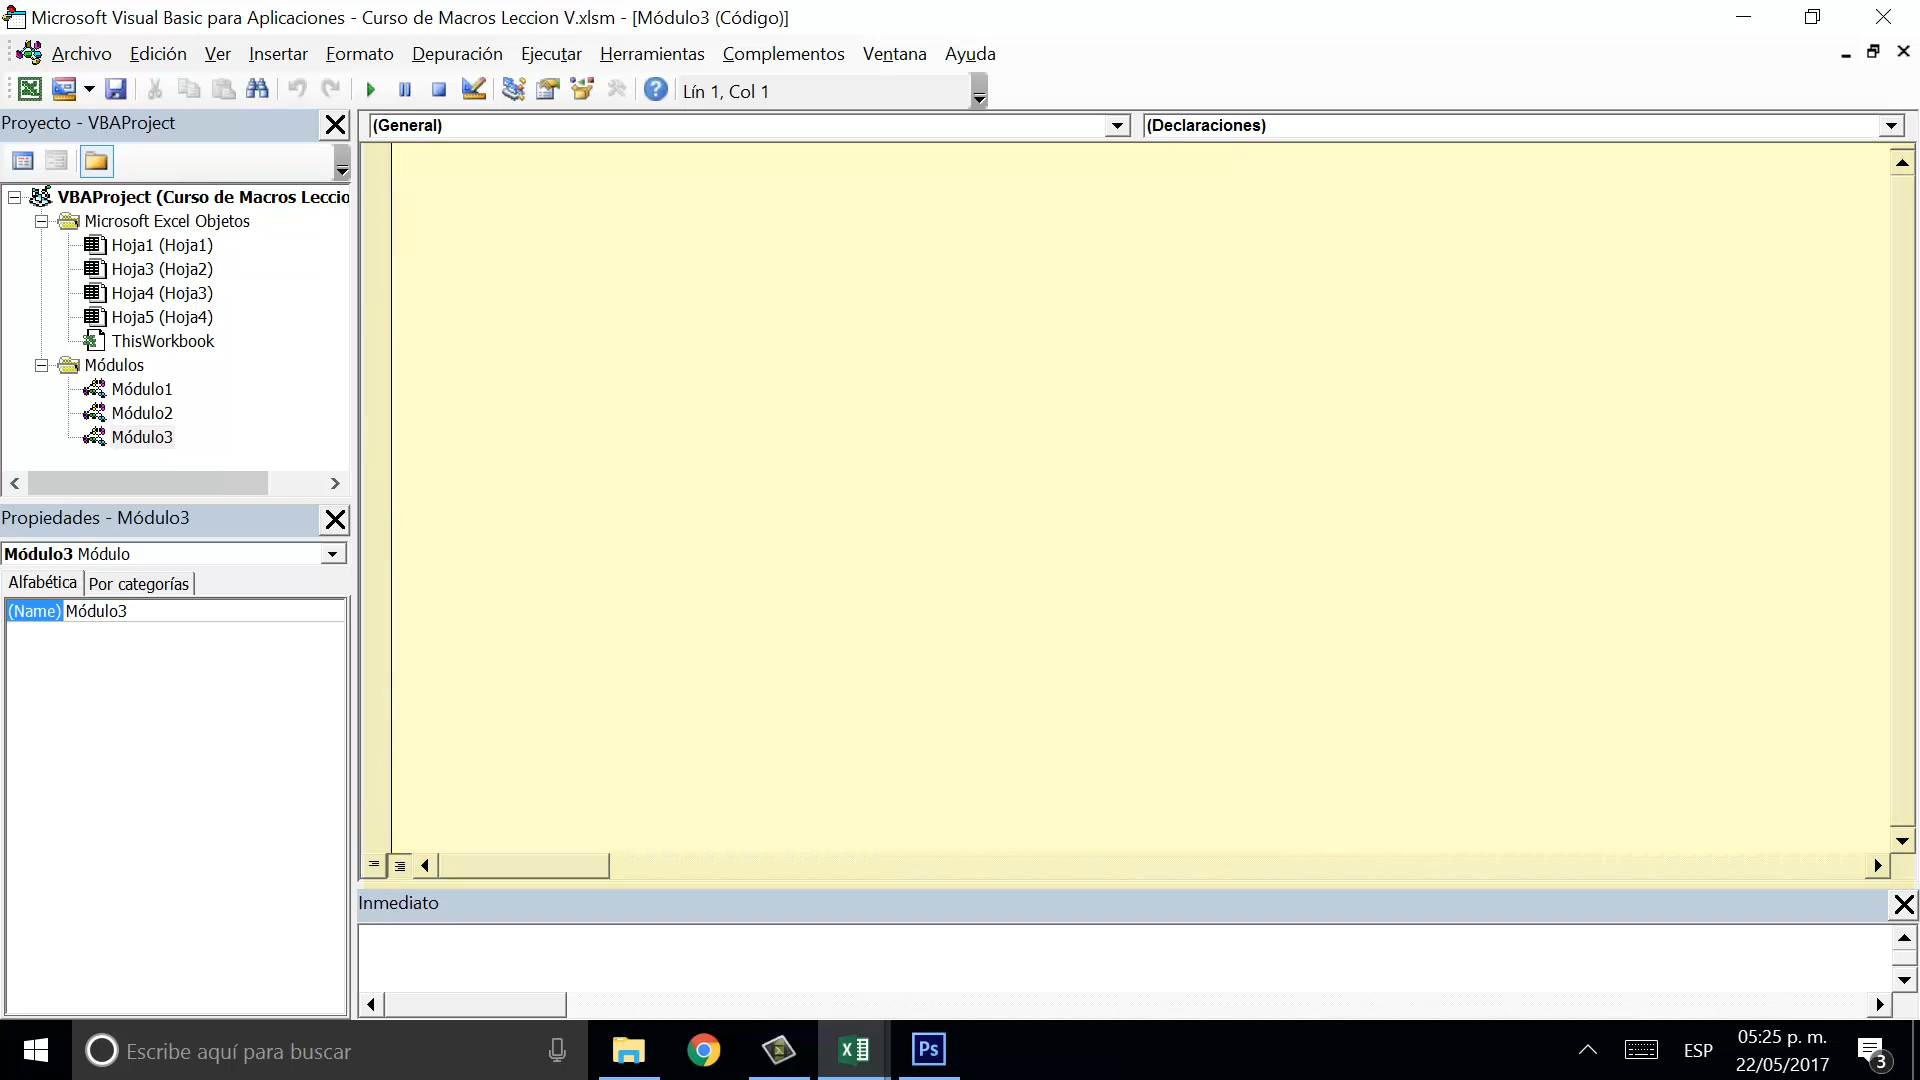 Microsoft Visual Basic para Aplicaciones - Curso de Macros Leccion V.xlsm - [Módulo3 (Código)]
Archivo Edición Ver Insertar Formato Depuración Ejecutar Herramientas Complementos Ventana Ayuda
Lín 1, Col 1
Proyecto - VBAProject
(General)
(Declaraciones)
VBAProject (Curso de Macros Leccio
Microsoft Excel Objetos
Hoja1 (Hoja1)
Hoja3 (Hoja2)
Hoja4 (Hoja3)
Hoja5 (Hoja4)
ThisWorkbook
Módulos
Módulo1
Módulo2
Módulo3
Propiedades - Módulo3
Módulo3 Módulo
Alfabética Por categorías
(Name) Módulo3
Inmediato
Escribe aquí para buscar
Ps
ESP
05:25 p. m.
22/05/2017
3